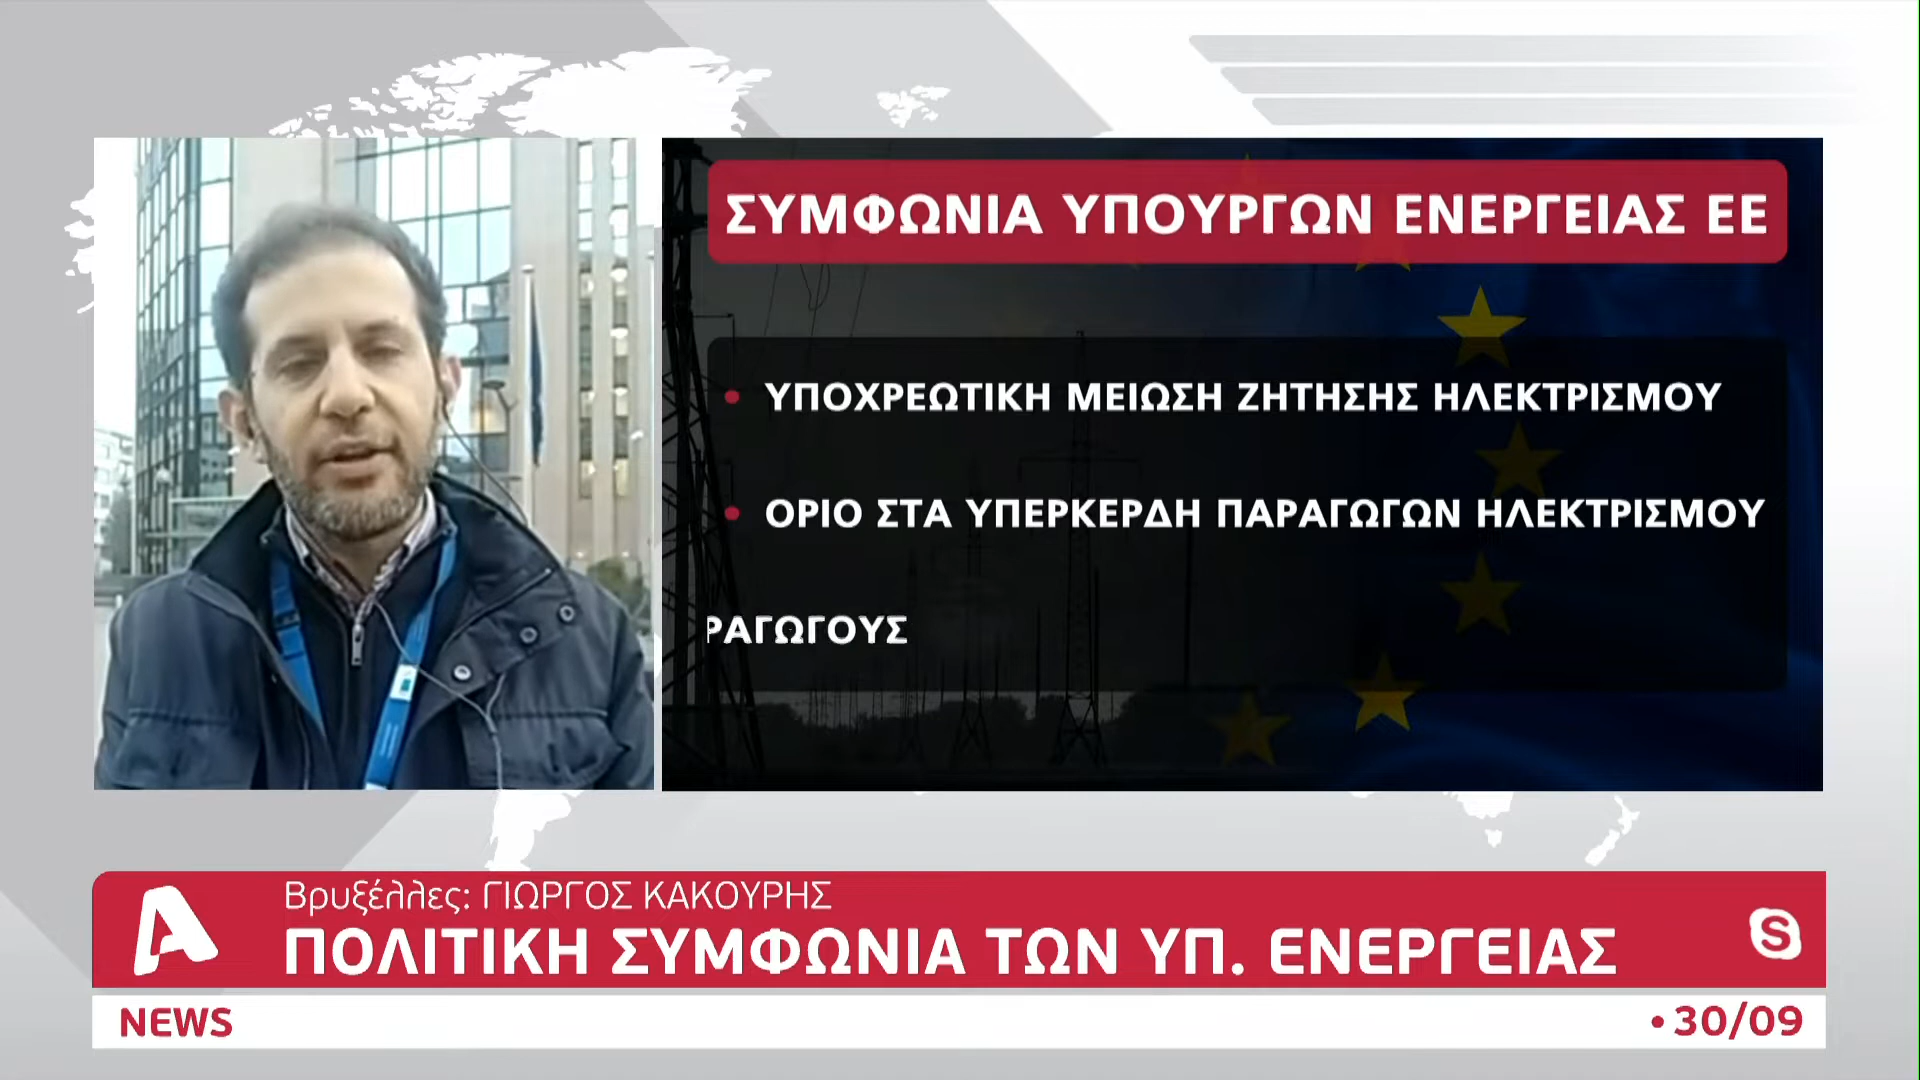 ΣΥΜΦΩΝΙΑ ΥΠΟΥΡΓΩΝ ΕΝΕΡΓΕΙΑΣ ΕΕ
• ΥΠΟΧΡΕΩΤΙΚΗ ΜΕΙΩΣΗ ΖΗΤΗΣΗΣ ΗΛΕΚΤΡΙΣΜΟΥ
• ΟΡΙΟ ΣΤΑ ΥΠΕΡΚΕΡΔΗ ΠΑΡΑΓΩΓΩΝ ΗΛΕΚΤΡΙΣΜΟΥ
ΡΑΓΩΓΟΥΣ
Βρυξέλλες: ΓΙΩΡΓΟΣ ΚΑΚΟΥΡΗΣ
ΠΟΛΙΤΙΚΗ ΣΥΜΦΩΝΙΑ ΤΩΝ ΥΠ. ΕΝΕΡΓΕΙΑΣ
NEWS
• 30/09